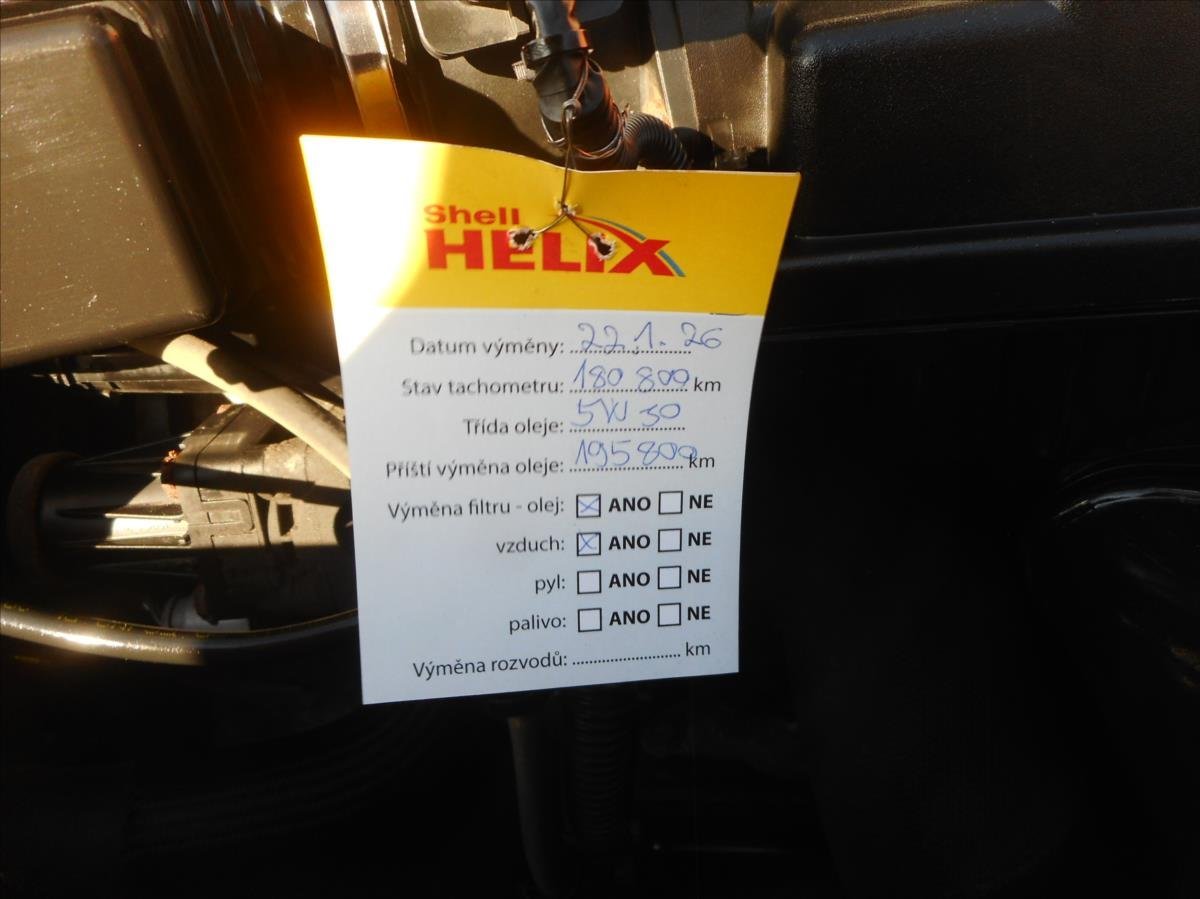 Shell
HELIX
Datum výměny: 22.1.26
Stav tachometru: 180 800 km
Třída oleje: 5W 30
Příští výměna oleje: 195 800 km
Výměna filtru - olej: ☒ ANO ☐ NE
vzduch: ☒ ANO ☐ NE
pyl: ☐ ANO ☐ NE
palivo: ☐ ANO ☐ NE
Výměna rozvodů: ........................ km